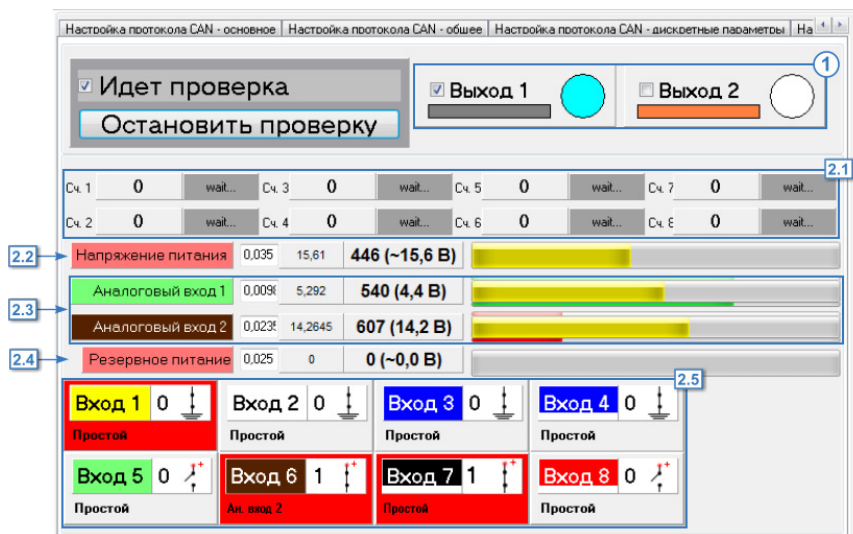 Настройка протокола CAN - основное Настройка протокола CAN - общее Настройка протокола CAN - дискретные параметры На
1
Идет проверка
Выход 1
Выход 2
Остановить проверку
2.1
Сч. 1 0 wait... Сч. 3 0 wait... Сч. 5 0 wait... Сч. 7 0 wait...
Сч. 2 0 wait... Сч. 4 0 wait... Сч. 6 0 wait... Сч. 8 0 wait...
2.2 Напряжение питания 0,035 15,61 446 (~15,6 В)
2.3
Аналоговый вход 1 0,009 5,292 540 (4,4 В)
Аналоговый вход 2 0,023 14,2645 607 (14,2 В)
2.4 Резервное питание 0,025 0 0 (~0,0 В)
2.5
Вход 1 0 Вход 2 0 Вход 3 0 Вход 4 0
Простой Простой Простой Простой
Вход 5 0 Вход 6 1 Вход 7 1 Вход 8 0
Простой Ан. вход 2 Простой Простой